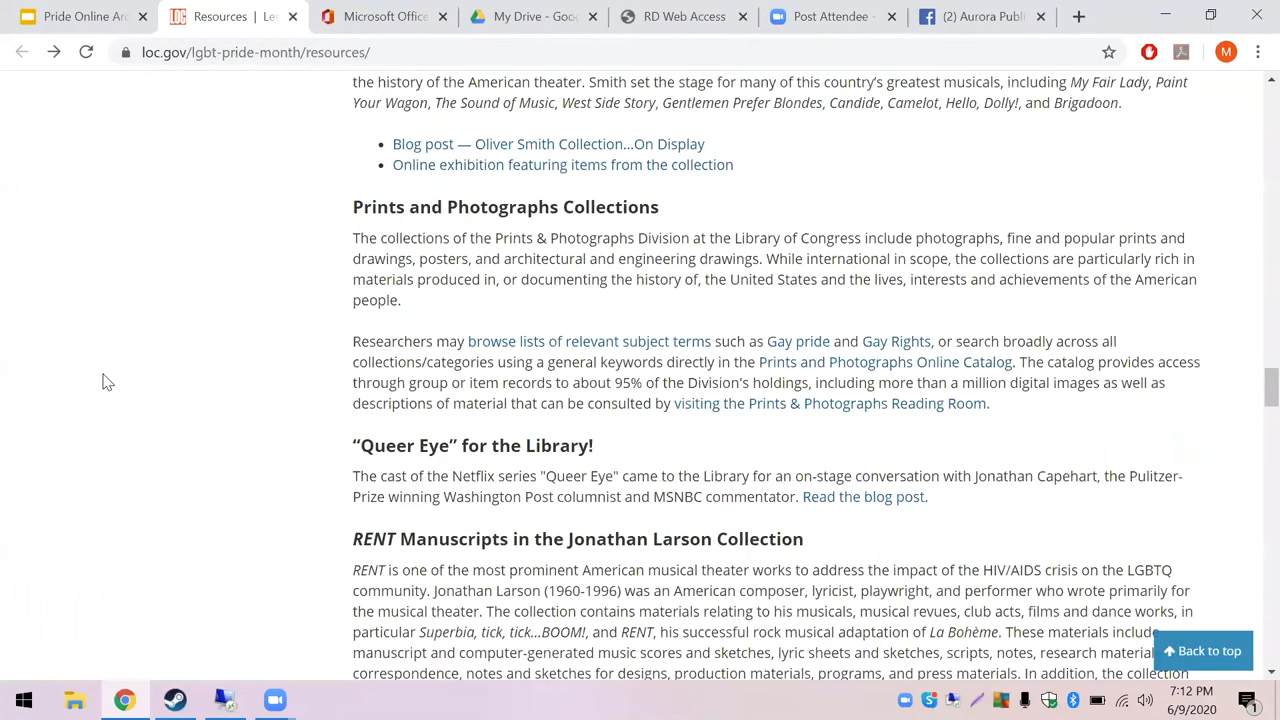 Pride Online Arc
Resources | Les
Microsoft Office
My Drive - Goo
RD Web Access
Post Attendee -
(2) Aurora Publi
loc.gov/lgbt-pride-month/resources/
M
the history of the American theater. Smith set the stage for many of this country's greatest musicals, including My Fair Lady, Paint
Your Wagon, The Sound of Music, West Side Story, Gentlemen Prefer Blondes, Candide, Camelot, Hello, Dolly!, and Brigadoon.
• Blog post — Oliver Smith Collection...On Display
• Online exhibition featuring items from the collection
Prints and Photographs Collections
The collections of the Prints & Photographs Division at the Library of Congress include photographs, fine and popular prints and
drawings, posters, and architectural and engineering drawings. While international in scope, the collections are particularly rich in
materials produced in, or documenting the history of, the United States and the lives, interests and achievements of the American
people.
Researchers may browse lists of relevant subject terms such as Gay pride and Gay Rights, or search broadly across all
collections/categories using a general keywords directly in the Prints and Photographs Online Catalog. The catalog provides access
through group or item records to about 95% of the Division's holdings, including more than a million digital images as well as
descriptions of material that can be consulted by visiting the Prints & Photographs Reading Room.
“Queer Eye” for the Library!
The cast of the Netflix series "Queer Eye" came to the Library for an on-stage conversation with Jonathan Capehart, the Pulitzer-
Prize winning Washington Post columnist and MSNBC commentator. Read the blog post.
RENT Manuscripts in the Jonathan Larson Collection
RENT is one of the most prominent American musical theater works to address the impact of the HIV/AIDS crisis on the LGBTQ
community. Jonathan Larson (1960-1996) was an American composer, lyricist, playwright, and performer who wrote primarily for
the musical theater. The collection contains materials relating to his musicals, musical revues, club acts, films and dance works, in
particular Superbia, tick, tick...BOOM!, and RENT, his successful rock musical adaptation of La Bohème. These materials include
manuscript and computer-generated music scores and sketches, lyric sheets and sketches, scripts, notes, research material
correspondence, notes and sketches for designs, production materials, programs, and press materials. In addition, the collection
Back to top
7:12 PM
6/9/2020
1